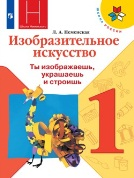 Л. А. Неменская
Изобразительное искусство
Ты изображаешь,
украшаешь
и строишь
1